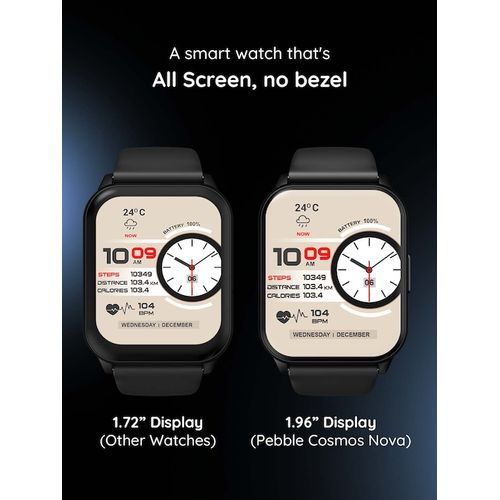 A smart watch that's
All Screen, no bezel
24°C
NOW
BATTERY: 100%
10 09
AM
STEPS 10349
DISTANCE 103.4 KM
CALORIES 103.4
06
104
BPM
WEDNESDAY | DECEMBER
24°C
NOW
BATTERY: 100%
10 09
AM
STEPS 10349
DISTANCE 103.4 KM
CALORIES 103.4
06
104
BPM
WEDNESDAY | DECEMBER
1.72” Display
(Other Watches)
1.96” Display
(Pebble Cosmos Nova)